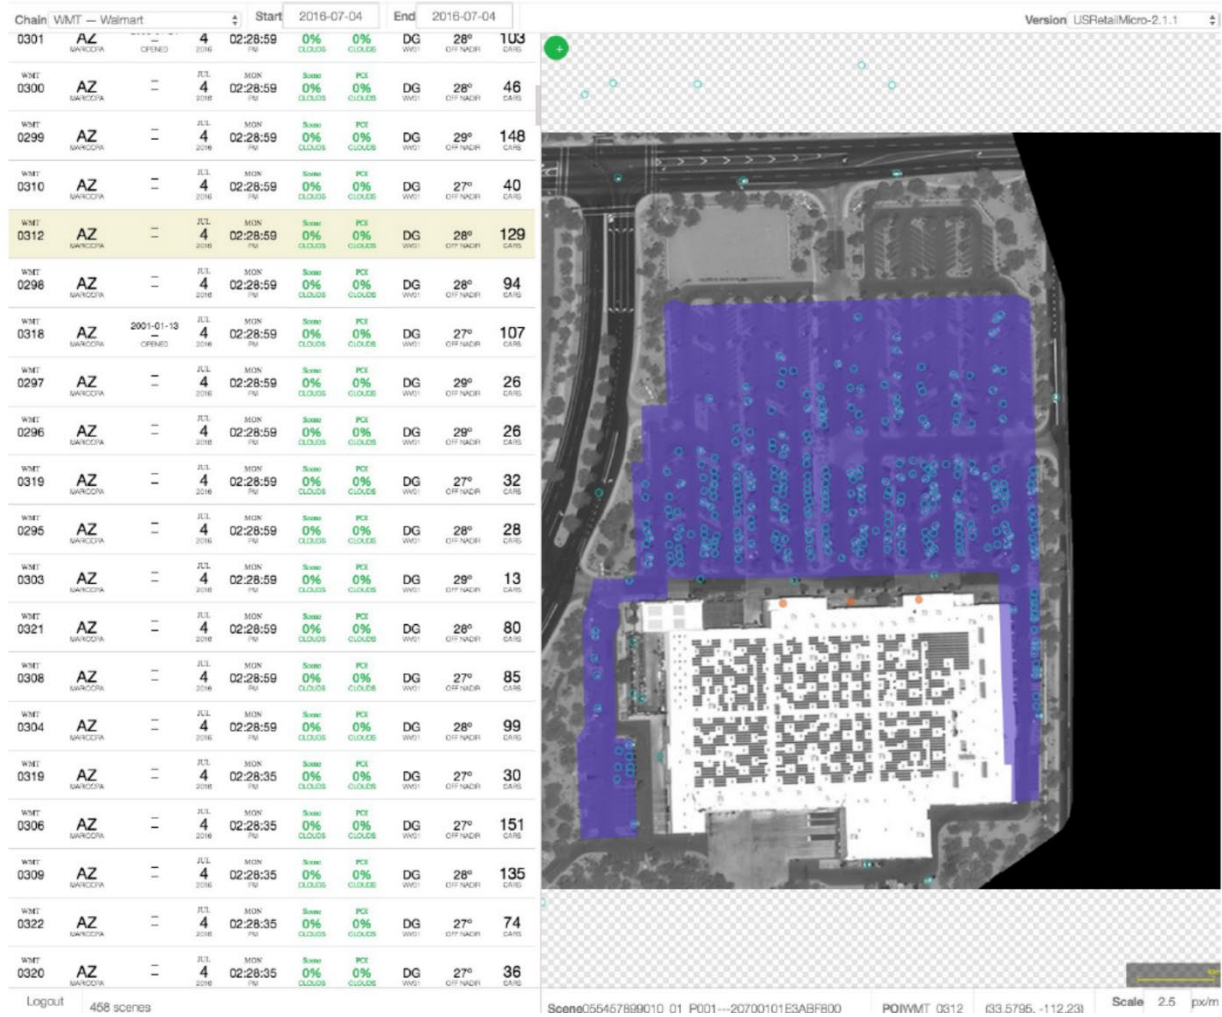 Chain WMT — Walmart Start 2016-07-04 End 2016-07-04 Version USRetailMicro-2.1.1
0301 AZ — 4 02:28:59 0% 0% DG 28° 103
MARICOPA OPENED 2016 PM CLOUDS CLOUDS WV01 OFF NADIR CARS
WMT JUL MON Scene POI
0300 AZ — 4 02:28:59 0% 0% DG 28° 46
MARICOPA — 2016 PM CLOUDS CLOUDS WV01 OFF NADIR CARS
WMT JUL MON Scene POI
0299 AZ — 4 02:28:59 0% 0% DG 29° 148
MARICOPA — 2016 PM CLOUDS CLOUDS WV01 OFF NADIR CARS
WMT JUL MON Scene POI
0310 AZ — 4 02:28:59 0% 0% DG 27° 40
MARICOPA — 2016 PM CLOUDS CLOUDS WV01 OFF NADIR CARS
WMT JUL MON Scene POI
0312 AZ — 4 02:28:59 0% 0% DG 28° 129
MARICOPA — 2016 PM CLOUDS CLOUDS WV01 OFF NADIR CARS
WMT JUL MON Scene POI
0298 AZ — 4 02:28:59 0% 0% DG 28° 94
MARICOPA — 2016 PM CLOUDS CLOUDS WV01 OFF NADIR CARS
WMT 2001-01-13 JUL MON Scene POI
0318 AZ — 4 02:28:59 0% 0% DG 27° 107
MARICOPA OPENED 2016 PM CLOUDS CLOUDS WV01 OFF NADIR CARS
WMT JUL MON Scene POI
0297 AZ — 4 02:28:59 0% 0% DG 29° 26
MARICOPA — 2016 PM CLOUDS CLOUDS WV01 OFF NADIR CARS
WMT JUL MON Scene POI
0296 AZ — 4 02:28:59 0% 0% DG 29° 26
MARICOPA — 2016 PM CLOUDS CLOUDS WV01 OFF NADIR CARS
WMT JUL MON Scene POI
0319 AZ — 4 02:28:59 0% 0% DG 27° 32
MARICOPA — 2016 PM CLOUDS CLOUDS WV01 OFF NADIR CARS
WMT JUL MON Scene POI
0295 AZ — 4 02:28:59 0% 0% DG 28° 28
MARICOPA — 2016 PM CLOUDS CLOUDS WV01 OFF NADIR CARS
WMT JUL MON Scene POI
0303 AZ — 4 02:28:59 0% 0% DG 29° 13
MARICOPA — 2016 PM CLOUDS CLOUDS WV01 OFF NADIR CARS
WMT JUL MON Scene POI
0321 AZ — 4 02:28:59 0% 0% DG 28° 80
MARICOPA — 2016 PM CLOUDS CLOUDS WV01 OFF NADIR CARS
WMT JUL MON Scene POI
0308 AZ — 4 02:28:59 0% 0% DG 27° 85
MARICOPA — 2016 PM CLOUDS CLOUDS WV01 OFF NADIR CARS
WMT JUL MON Scene POI
0304 AZ — 4 02:28:59 0% 0% DG 28° 99
MARICOPA — 2016 PM CLOUDS CLOUDS WV01 OFF NADIR CARS
WMT JUL MON Scene POI
0319 AZ — 4 02:28:35 0% 0% DG 27° 30
MARICOPA — 2016 PM CLOUDS CLOUDS WV01 OFF NADIR CARS
WMT JUL MON Scene POI
0306 AZ — 4 02:28:35 0% 0% DG 27° 151
MARICOPA — 2016 PM CLOUDS CLOUDS WV01 OFF NADIR CARS
WMT JUL MON Scene POI
0309 AZ — 4 02:28:35 0% 0% DG 28° 135
MARICOPA — 2016 PM CLOUDS CLOUDS WV01 OFF NADIR CARS
WMT JUL MON Scene POI
0322 AZ — 4 02:28:35 0% 0% DG 27° 74
MARICOPA — 2016 PM CLOUDS CLOUDS WV01 OFF NADIR CARS
WMT JUL MON Scene POI
0320 AZ — 4 02:28:35 0% 0% DG 27° 36
MARICOPA — 2016 PM CLOUDS CLOUDS WV01 OFF NADIR CARS
Logout 458 scenes Scene055457899010_01_P001---20700101E3ABF800 POIWMT_0312 (33.5795, -112.23) Scale 2.5 px/m